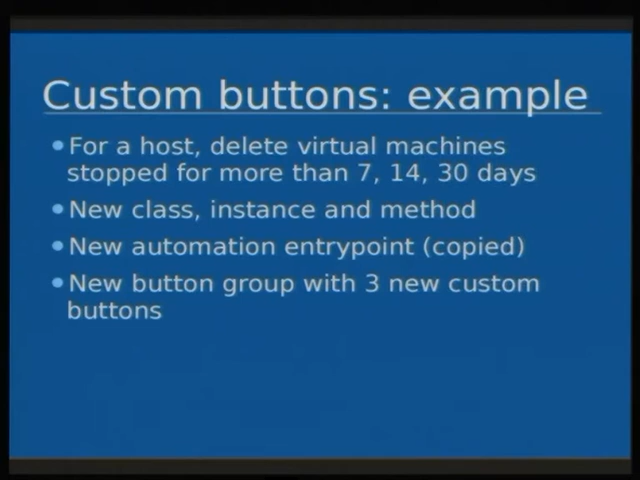 Custom buttons: example
•For a host, delete virtual machines
stopped for more than 7, 14, 30 days
•New class, instance and method
•New automation entrypoint (copied)
•New button group with 3 new custom
buttons